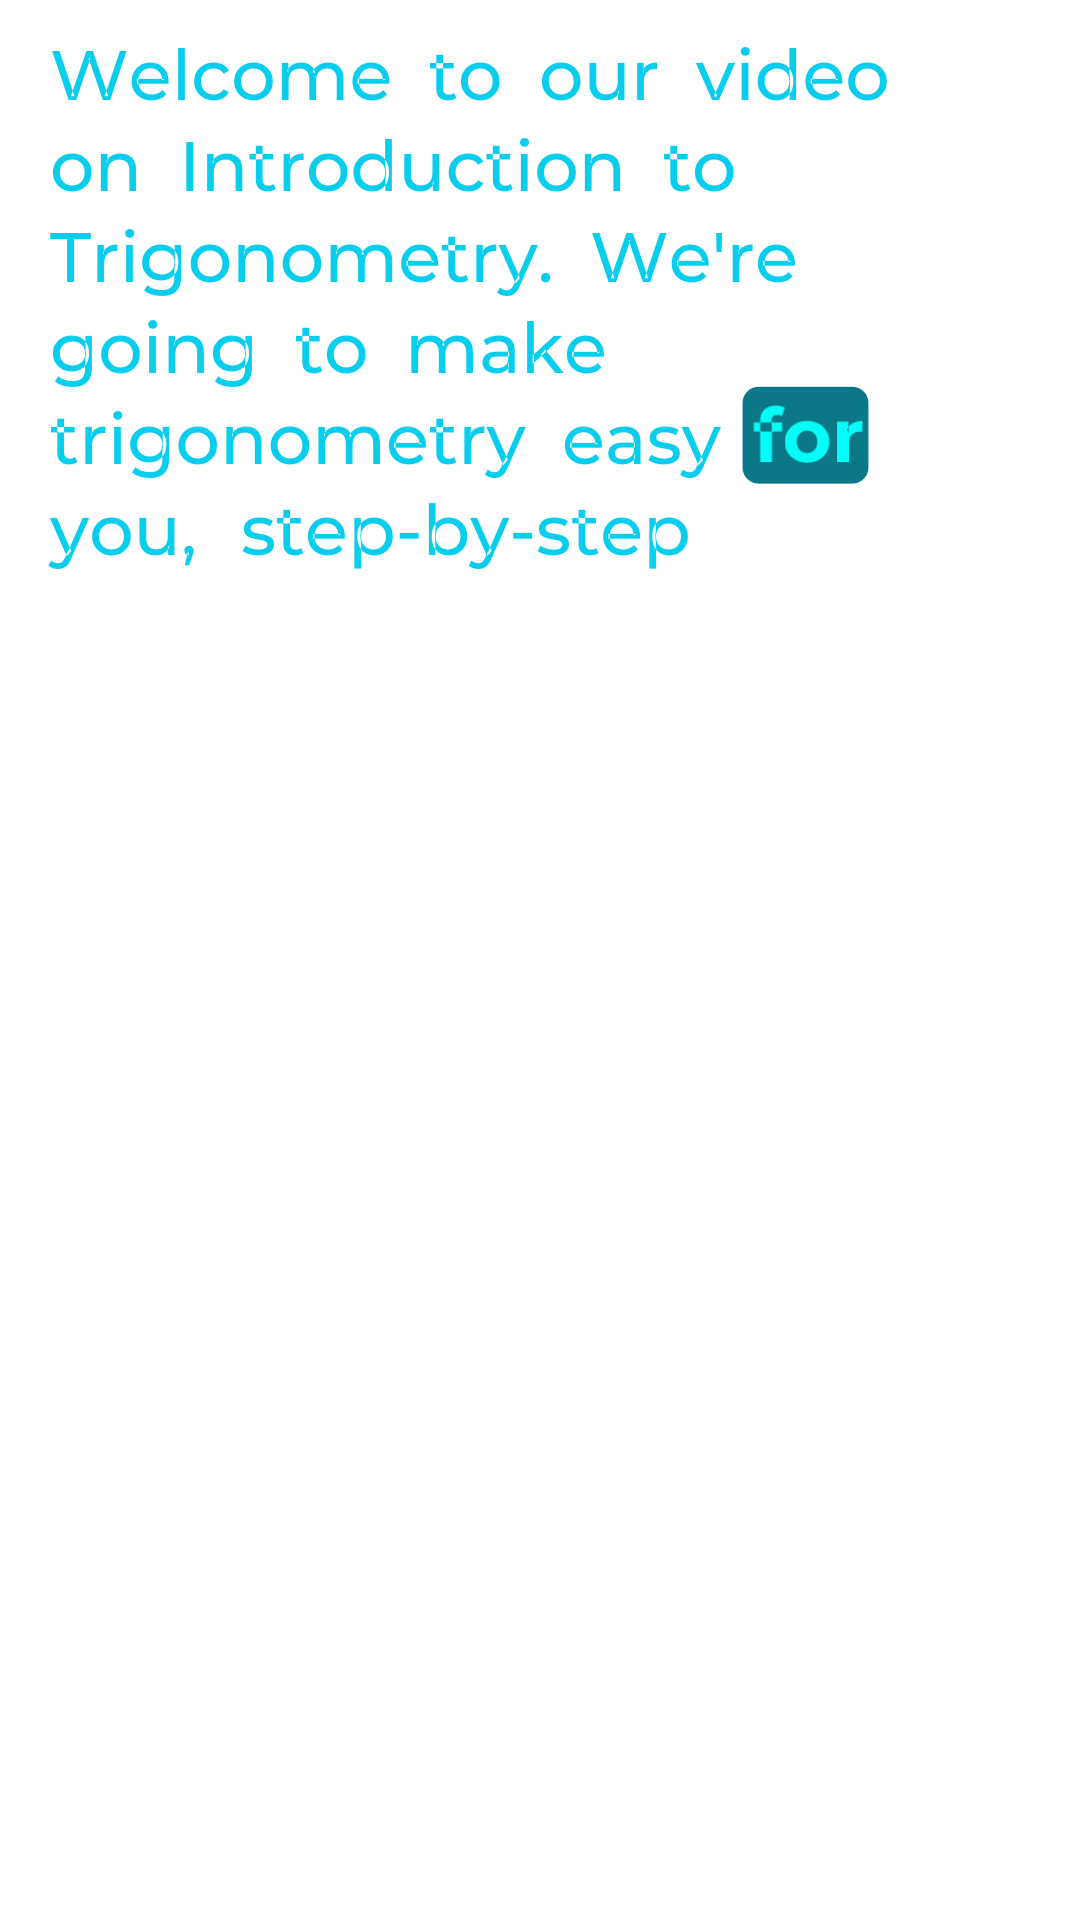 Welcome to our video
on Introduction to
Trigonometry. We're
going to make
trigonometry easy for
you, step-by-step